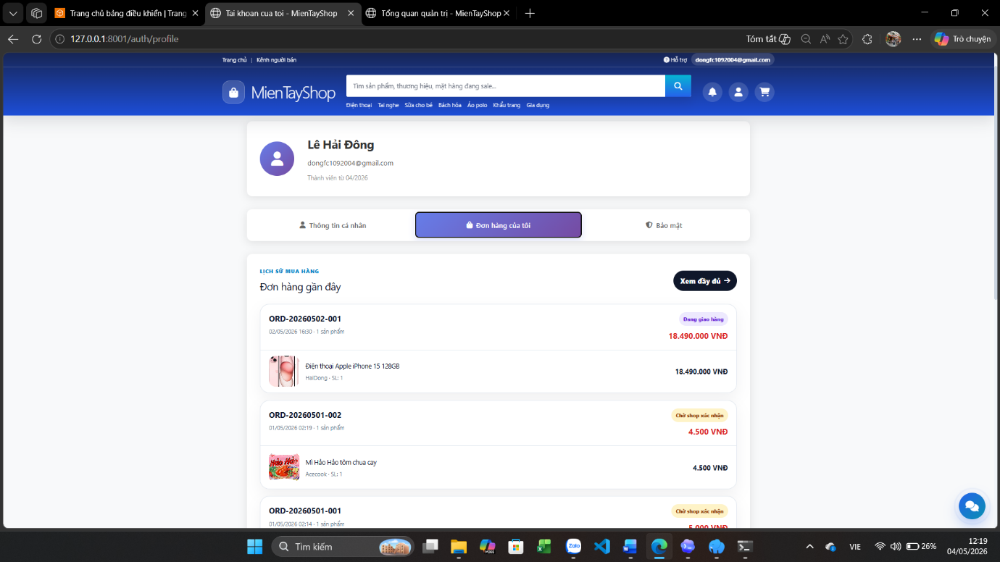 Trang chủ bảng điều khiển | Trang
Tai khoan cua toi - MienTayShop
Tổng quan quản trị - MienTayShop
127.0.0.1:8001/auth/profile
Tóm tắt
Trò chuyện
Trang chủ | Kênh người bán
Hỗ trợ
dongfc1092004@gmail.com
MienTayShop
Tìm sản phẩm, thương hiệu, mặt hàng đang sale...
Điện thoại Tai nghe Sữa cho bé Bách hóa Áo polo Khẩu trang Gia dụng
Lê Hải Đông
dongfc1092004@gmail.com
Thành viên từ 04/2026
Thông tin cá nhân
Đơn hàng của tôi
Bảo mật
LỊCH SỬ MUA HÀNG
Đơn hàng gần đây
Xem đầy đủ →
ORD-20260502-001
Đang giao hàng
02/05/2026 16:30 · 1 sản phẩm
18.490.000 VNĐ
Điện thoại Apple iPhone 15 128GB
HaiDong · SL: 1
18.490.000 VNĐ
ORD-20260501-002
Chờ shop xác nhận
01/05/2026 02:19 · 1 sản phẩm
4.500 VNĐ
Hảo Hảo
Mì Hảo Hảo tôm chua cay
Acecook · SL: 1
4.500 VNĐ
ORD-20260501-001
Chờ shop xác nhận
01/05/2026 02:14 · 1 sản phẩm
5.000 VNĐ
Tìm kiếm
M365
Zalo
VIE
26%
12:19
04/05/2026